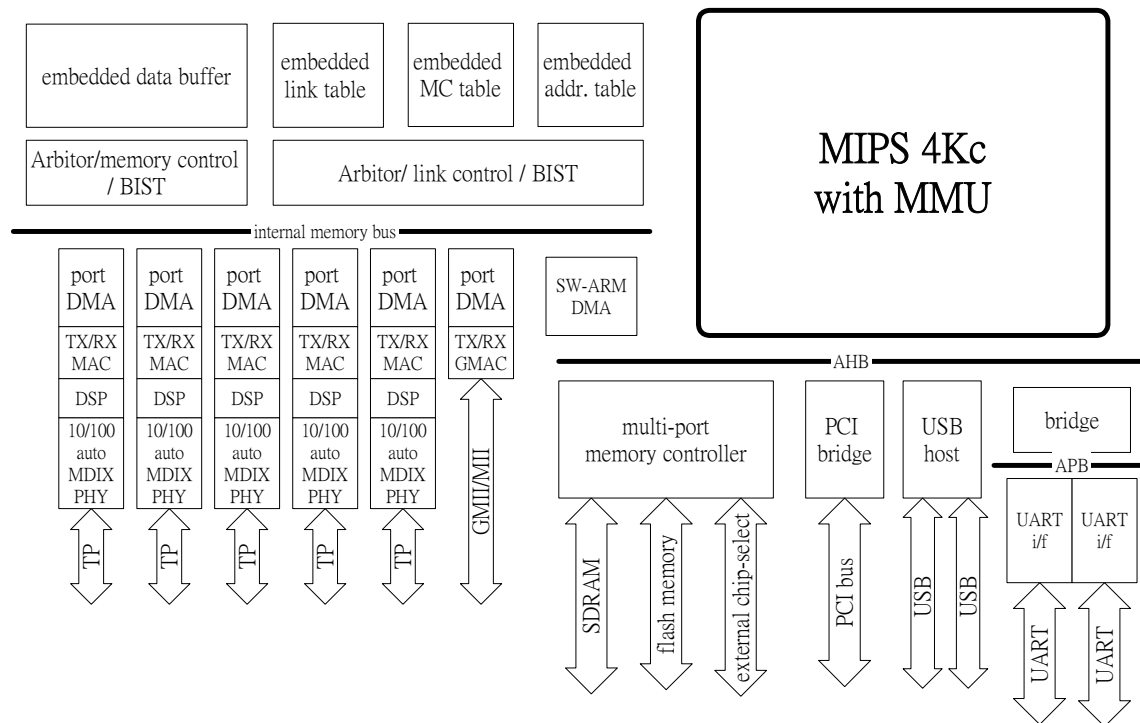 embedded data buffer
embedded
link table
embedded
MC table
embedded
addr. table
MIPS 4Kc
with MMU
Arbitor/memory control
/ BIST
Arbitor/ link control / BIST
internal memory bus
port
DMA
TX/RX
MAC
DSP
10/100
auto
MDIX
PHY
TP
port
DMA
TX/RX
MAC
DSP
10/100
auto
MDIX
PHY
TP
port
DMA
TX/RX
MAC
DSP
10/100
auto
MDIX
PHY
TP
port
DMA
TX/RX
MAC
DSP
10/100
auto
MDIX
PHY
TP
port
DMA
TX/RX
MAC
DSP
10/100
auto
MDIX
PHY
TP
port
DMA
TX/RX
GMAC
GMII/MII
SW-ARM
DMA
AHB
multi-port
memory controller
SDRAM
flash memory
external chip-select
PCI
bridge
PCI bus
USB
host
USB
USB
bridge
APB
UART
i/f
UART
i/f
UART
UART